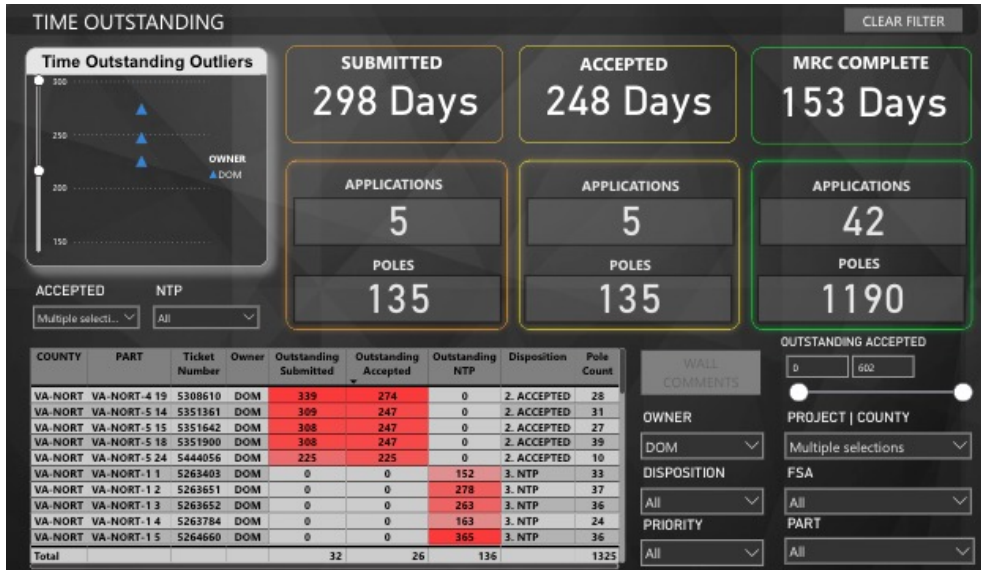 TIME OUTSTANDING
CLEAR FILTER
Time Outstanding Outliers
300
250
200
150
OWNER
DOM
SUBMITTED
298 Days
ACCEPTED
248 Days
MRC COMPLETE
153 Days
APPLICATIONS
5
POLES
135
APPLICATIONS
5
POLES
135
APPLICATIONS
42
POLES
1190
ACCEPTED NTP
Multiple selecti... All
COUNTY PART Ticket Number Owner Outstanding Submitted Outstanding Accepted Outstanding NTP Disposition Pole Count
VA-NORT VA-NORT-4 19 5308610 DOM 339 274 0 2. ACCEPTED 28
VA-NORT VA-NORT-5 14 5351361 DOM 309 247 0 2. ACCEPTED 31
VA-NORT VA-NORT-5 15 5351642 DOM 308 247 0 2. ACCEPTED 27
VA-NORT VA-NORT-5 18 5351900 DOM 308 247 0 2. ACCEPTED 39
VA-NORT VA-NORT-5 24 5444056 DOM 225 225 0 2. ACCEPTED 10
VA-NORT VA-NORT-1 1 5263403 DOM 0 0 152 3. NTP 33
VA-NORT VA-NORT-1 2 5263651 DOM 0 0 278 3. NTP 37
VA-NORT VA-NORT-1 3 5263652 DOM 0 0 263 3. NTP 36
VA-NORT VA-NORT-1 4 5263784 DOM 0 0 163 3. NTP 24
VA-NORT VA-NORT-1 5 5264660 DOM 0 0 365 3. NTP 36
Total 32 26 136 1325
WALL COMMENTS
OUTSTANDING ACCEPTED
0 602
OWNER
DOM
PROJECT | COUNTY
Multiple selections
DISPOSITION
All
FSA
All
PRIORITY
All
PART
All